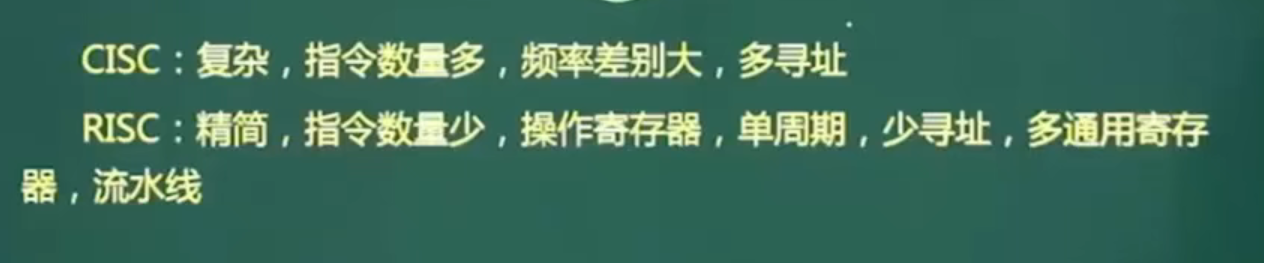 CISC：复杂，指令数量多，频率差别大，多寻址
RISC：精简，指令数量少，操作寄存器，单周期，少寻址，多通用寄存
器，流水线